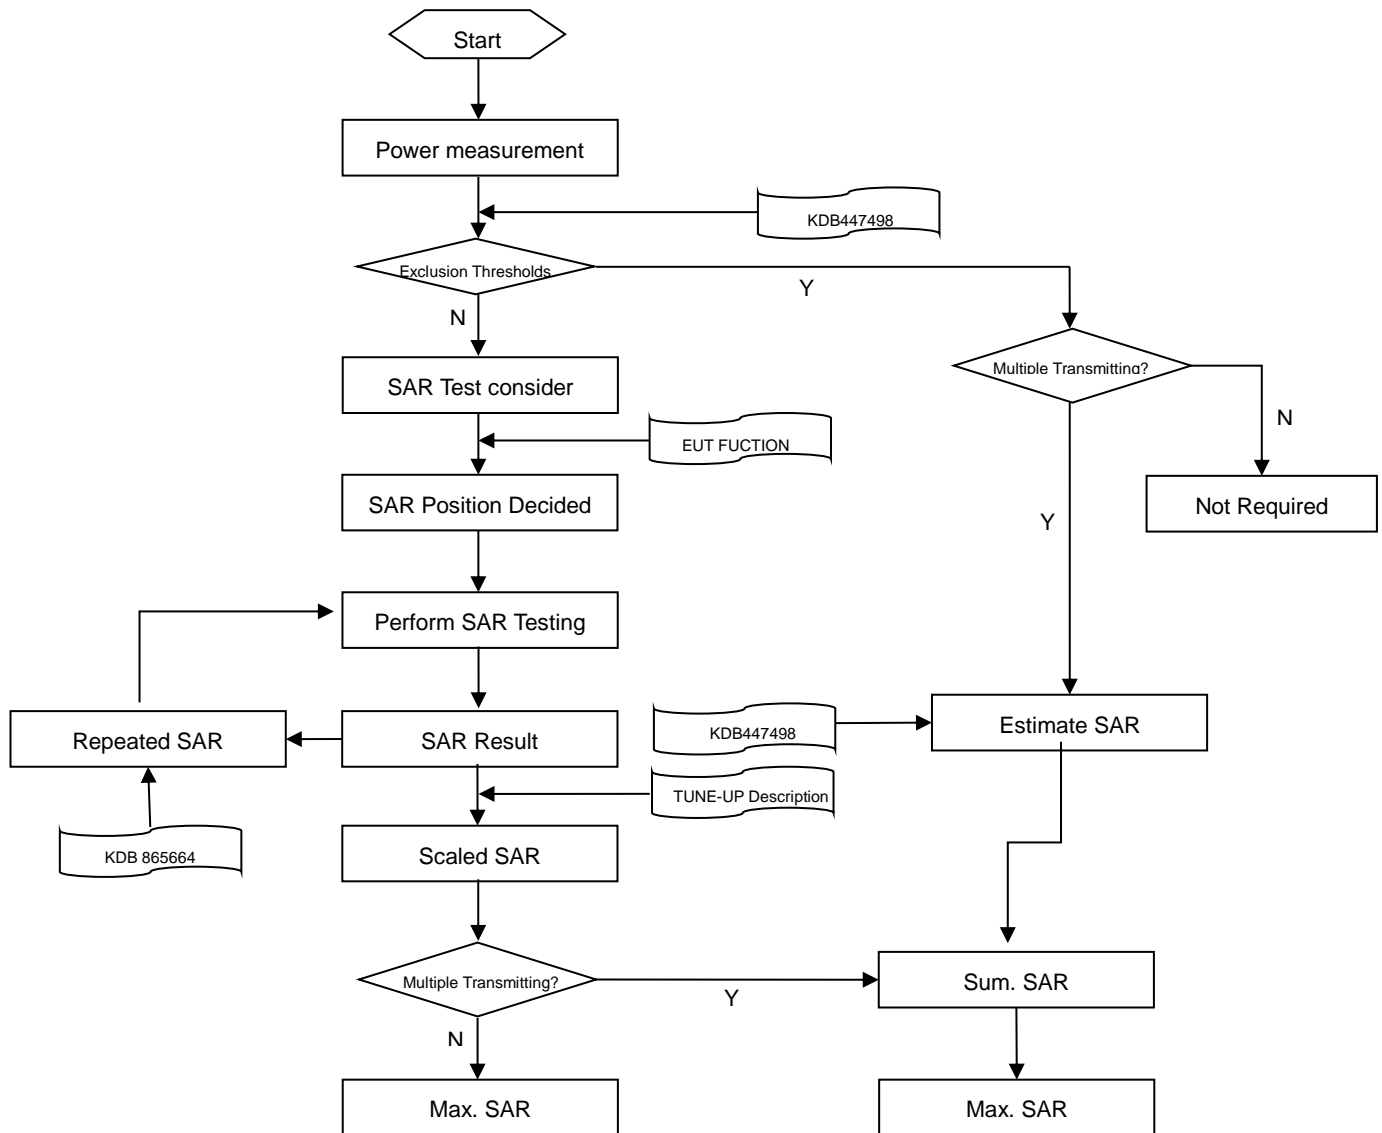 Start
Power measurement
KDB447498
Exclusion Thresholds
Y
N
Multiple Transmitting?
SAR Test consider
N
EUT FUCTION
SAR Position Decided
Not Required
Y
Perform SAR Testing
Repeated SAR
SAR Result
KDB447498
Estimate SAR
TUNE-UP Description
KDB 865664
Scaled SAR
Multiple Transmitting?
Y
Sum. SAR
N
Max. SAR
Max. SAR